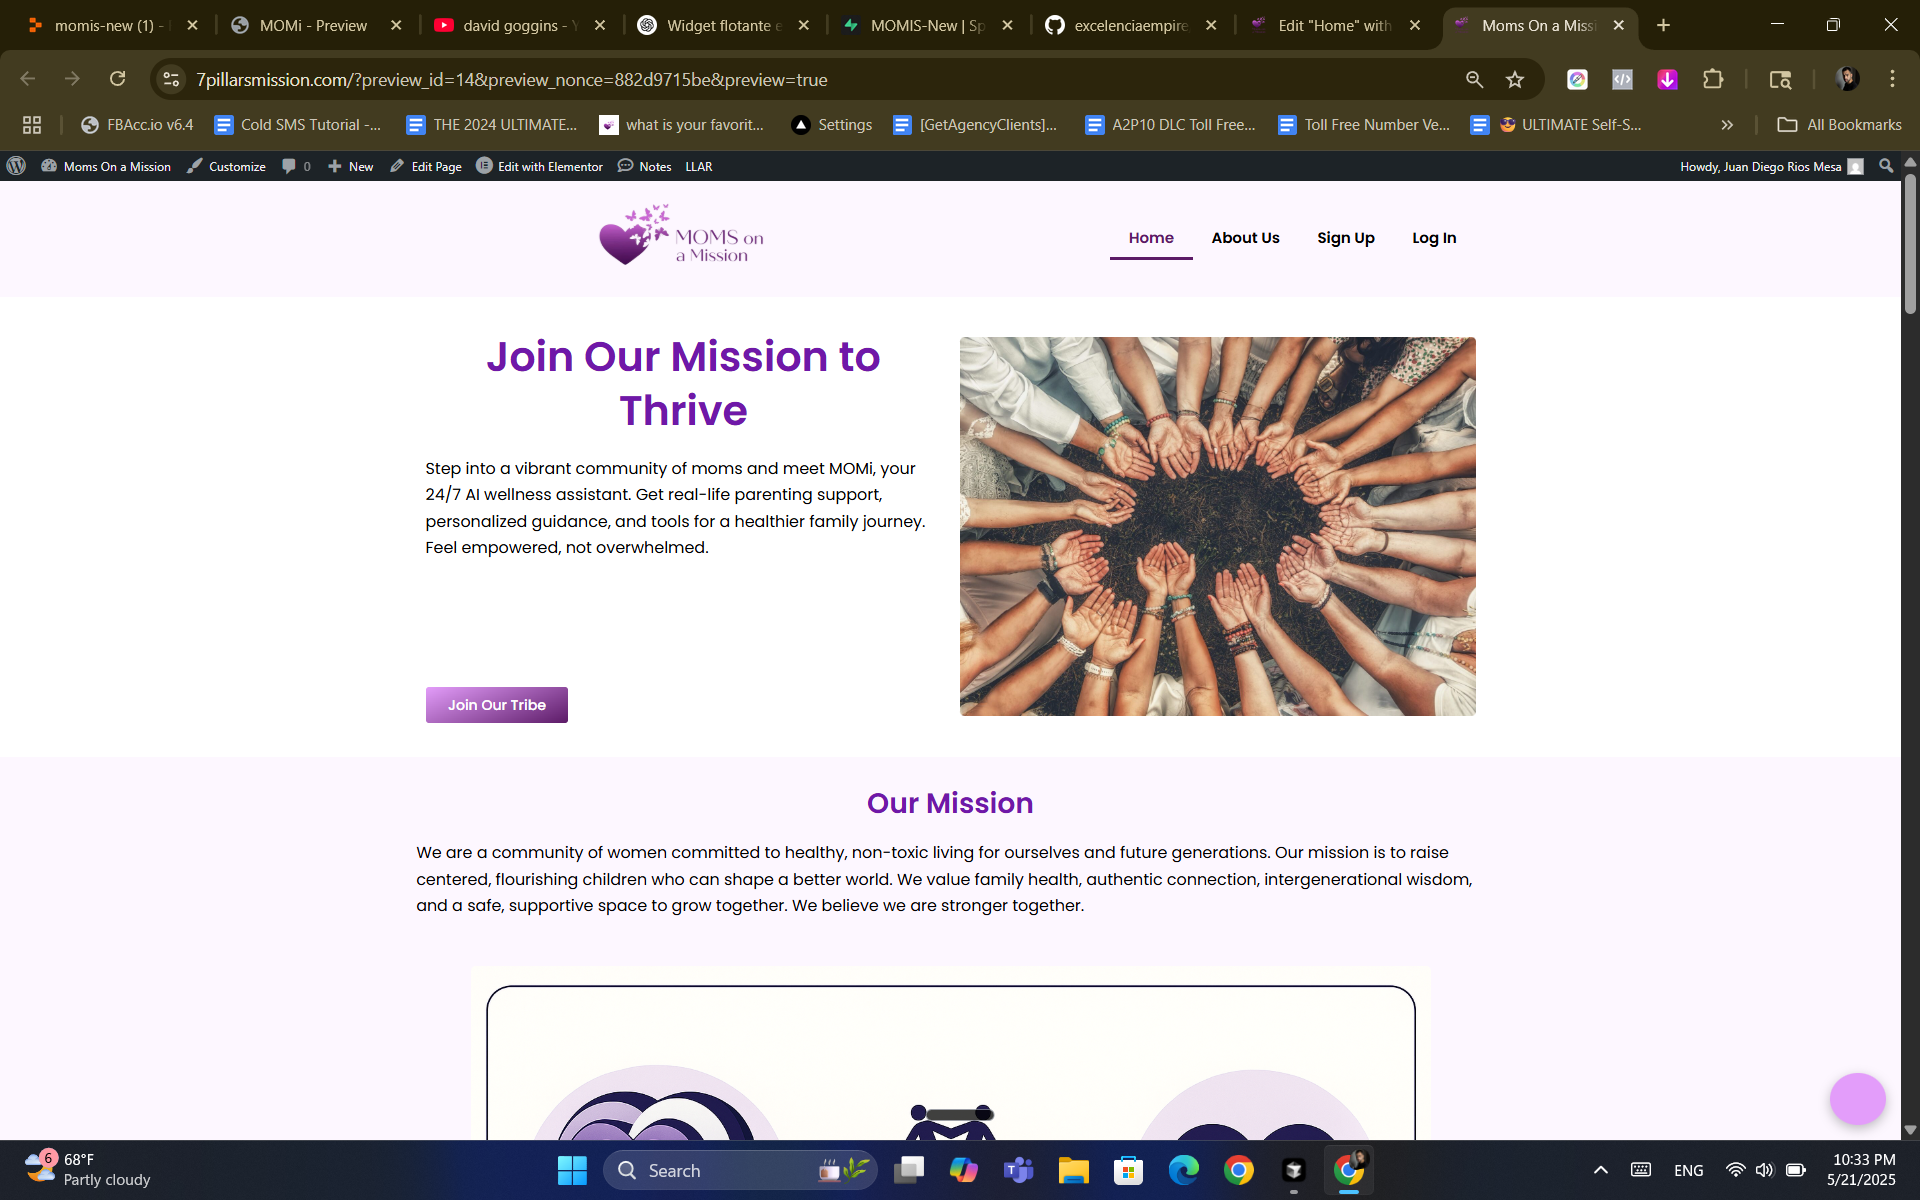 momis-new (1) -
MOMi - Preview
david goggins - Y
Widget flotante e
MOMIS-New | Sp
excelenciaempire
Edit "Home" with
Moms On a Missi
7pillarsmission.com/?preview_id=14&preview_nonce=882d9715be&preview=true
FBAcc.io v6.4
Cold SMS Tutorial -...
THE 2024 ULTIMATE...
what is your favorit...
Settings
[GetAgencyClients]...
A2P10 DLC Toll Free...
Toll Free Number Ve...
ULTIMATE Self-S...
All Bookmarks
Moms On a Mission
Customize
0
New
Edit Page
Edit with Elementor
Notes
LLAR
Howdy, Juan Diego Rios Mesa
MOMS on
a Mission
Home
About Us
Sign Up
Log In
Join Our Mission to
Thrive
Step into a vibrant community of moms and meet MOMi, your
24/7 AI wellness assistant. Get real-life parenting support,
personalized guidance, and tools for a healthier family journey.
Feel empowered, not overwhelmed.
Join Our Tribe
Our Mission
We are a community of women committed to healthy, non-toxic living for ourselves and future generations. Our mission is to raise
centered, flourishing children who can shape a better world. We value family health, authentic connection, intergenerational wisdom,
and a safe, supportive space to grow together. We believe we are stronger together.
6
68°F
Partly cloudy
Search
ENG
10:33 PM
5/21/2025